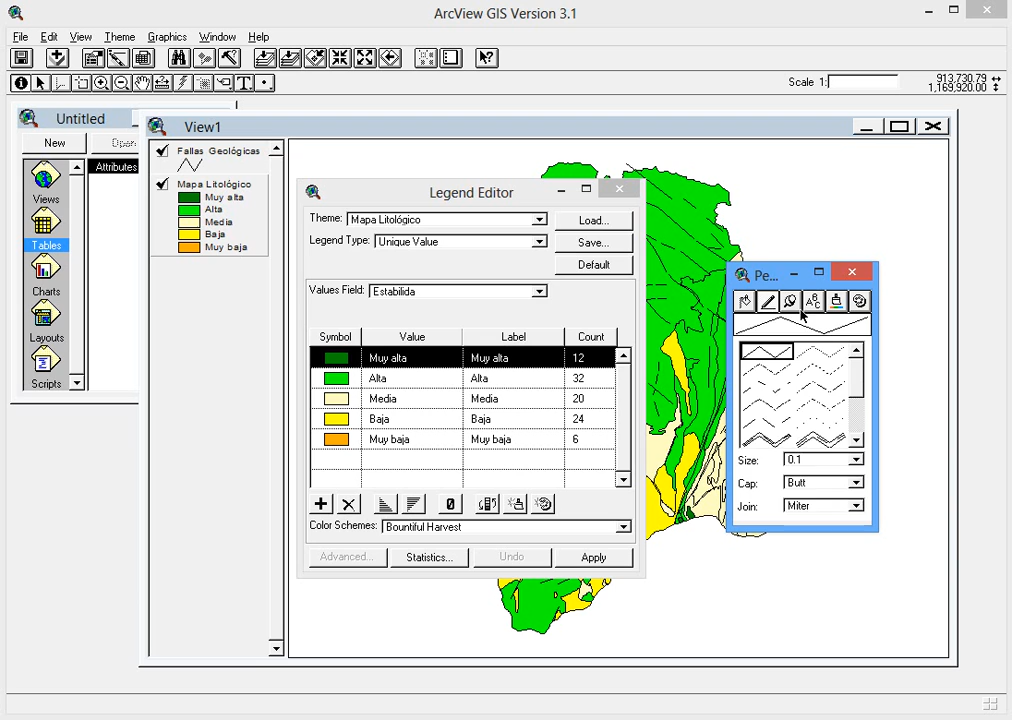 ArcView GIS Version 3.1
File Edit View Theme Graphics Window Help
Scale 1:
913,730.79
1,169,920.00
Untitled
New Open
Attributes
Views
Tables
Charts
Layouts
Scripts
View1
Fallas Geológicas
Mapa Litológico
Muy alta
Alta
Media
Baja
Muy baja
Legend Editor
Theme: Mapa Litológico
Load...
Legend Type: Unique Value
Save...
Default
Values Field: Estabilida
Symbol Value Label Count
Muy alta Muy alta 12
Alta Alta 32
Media Media 20
Baja Baja 24
Muy baja Muy baja 6
Color Schemes: Bountiful Harvest
Advanced... Statistics... Undo Apply
Pe...
Size: 0.1
Cap: Butt
Join: Miter